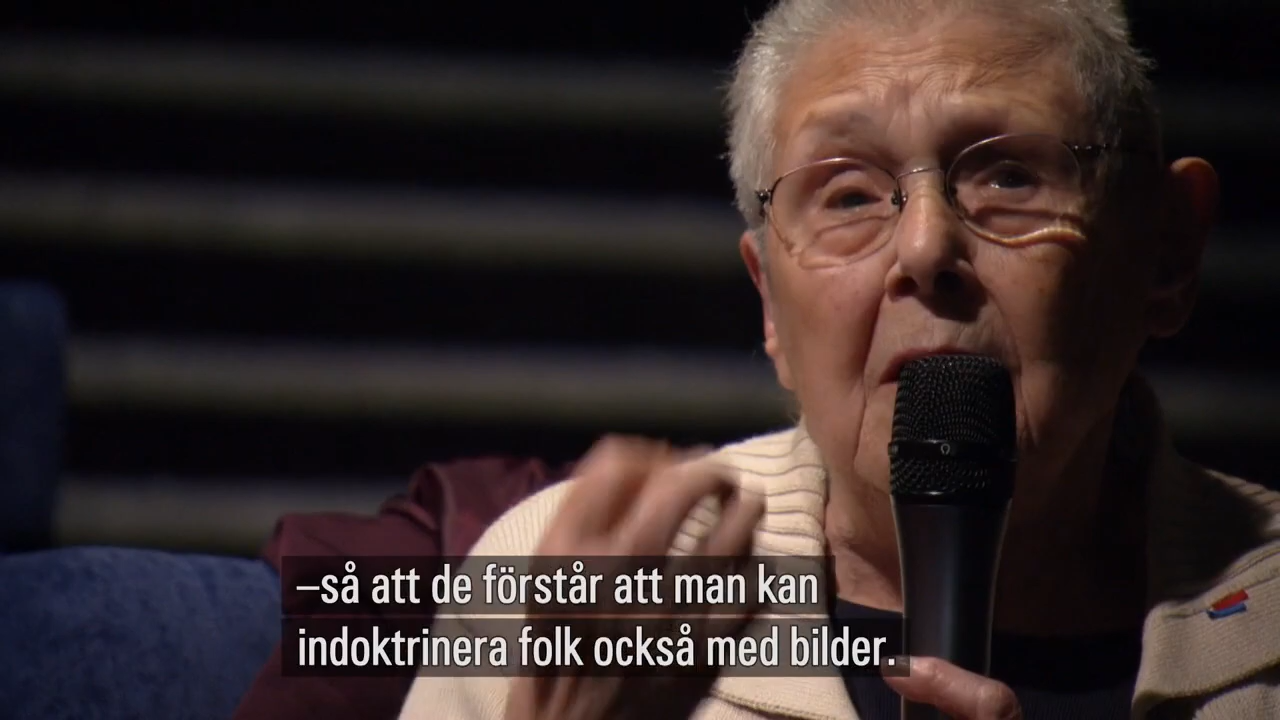 –så att de förstår att man kan
indoktrinera folk också med bilder.